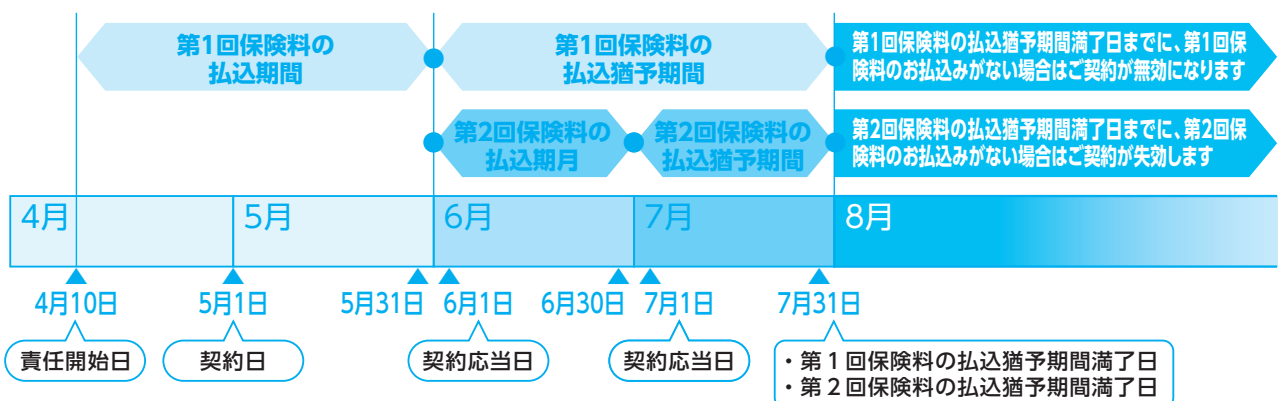 第1回保険料の
払込期間
第1回保険料の
払込猶予期間
第1回保険料の払込猶予期間満了日までに、第1回保
険料のお払込みがない場合はご契約が無効になります
第2回保険料の
払込期月
第2回保険料の
払込猶予期間
第2回保険料の払込猶予期間満了日までに、第2回保
険料のお払込みがない場合はご契約が失効します
4月
5月
6月
7月
8月
4月10日
5月1日
5月31日
6月1日
6月30日
7月1日
7月31日
責任開始日
契約日
契約応当日
契約応当日
・第1回保険料の払込猶予期間満了日
・第2回保険料の払込猶予期間満了日